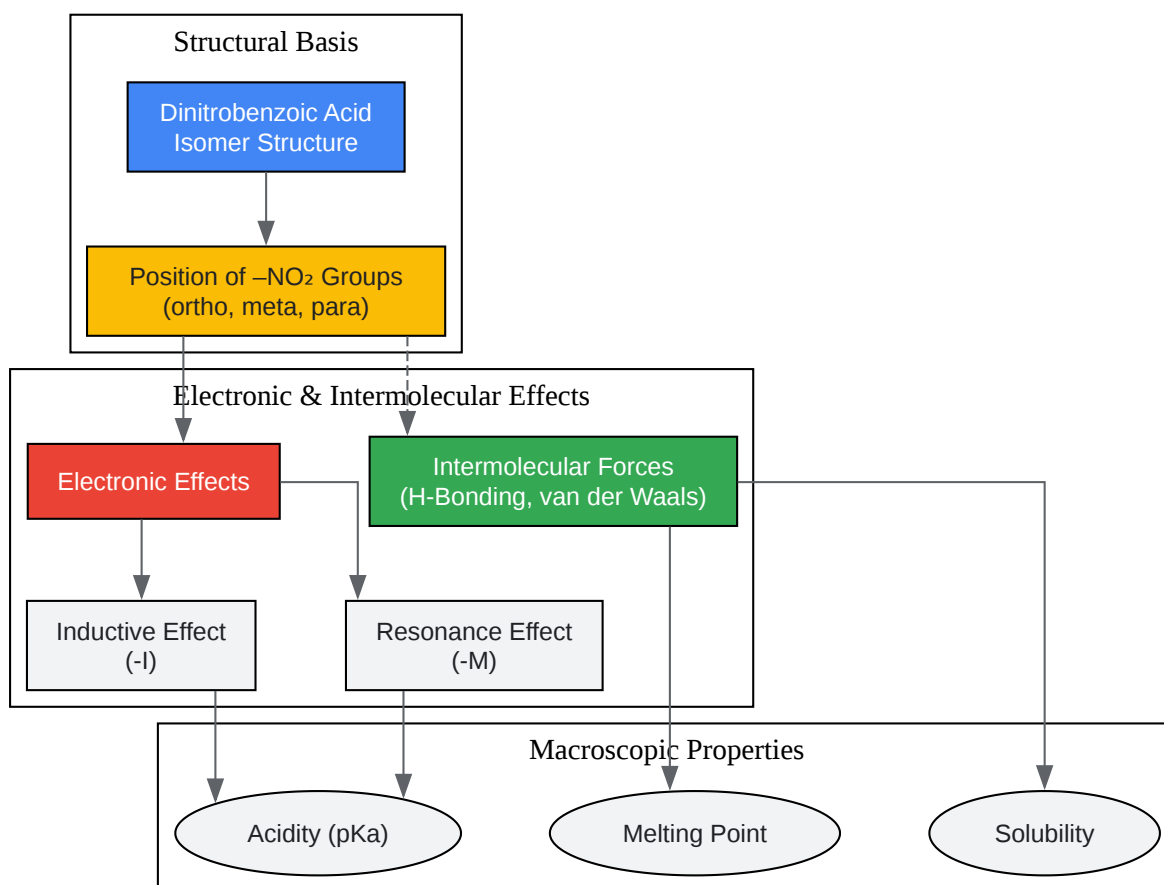 Structural Basis
Dinitrobenzoic Acid
Isomer Structure
Position of –NO₂ Groups
(ortho, meta, para)
Electronic & Intermolecular Effects
Electronic Effects
Intermolecular Forces
(H-Bonding, van der Waals)
Inductive Effect
(-I)
Resonance Effect
(-M)
Macroscopic Properties
Acidity (pKa)
Melting Point
Solubility